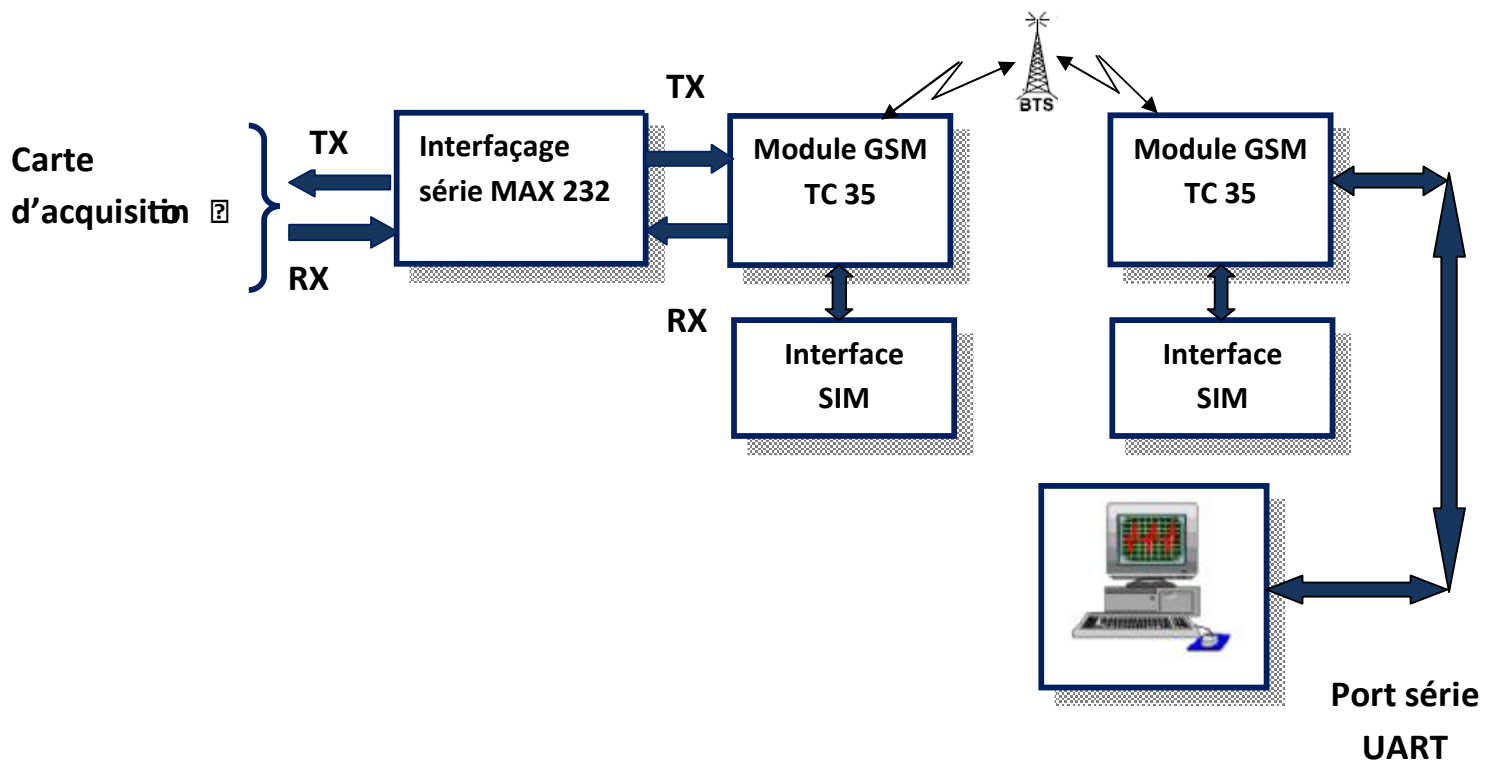 BTS
TX
TX
Interfaçage
série MAX 232
Module GSM
TC 35
Module GSM
TC 35
Carte
RX
RX
Interface
SIM
Interface
SIM
Port série
UART